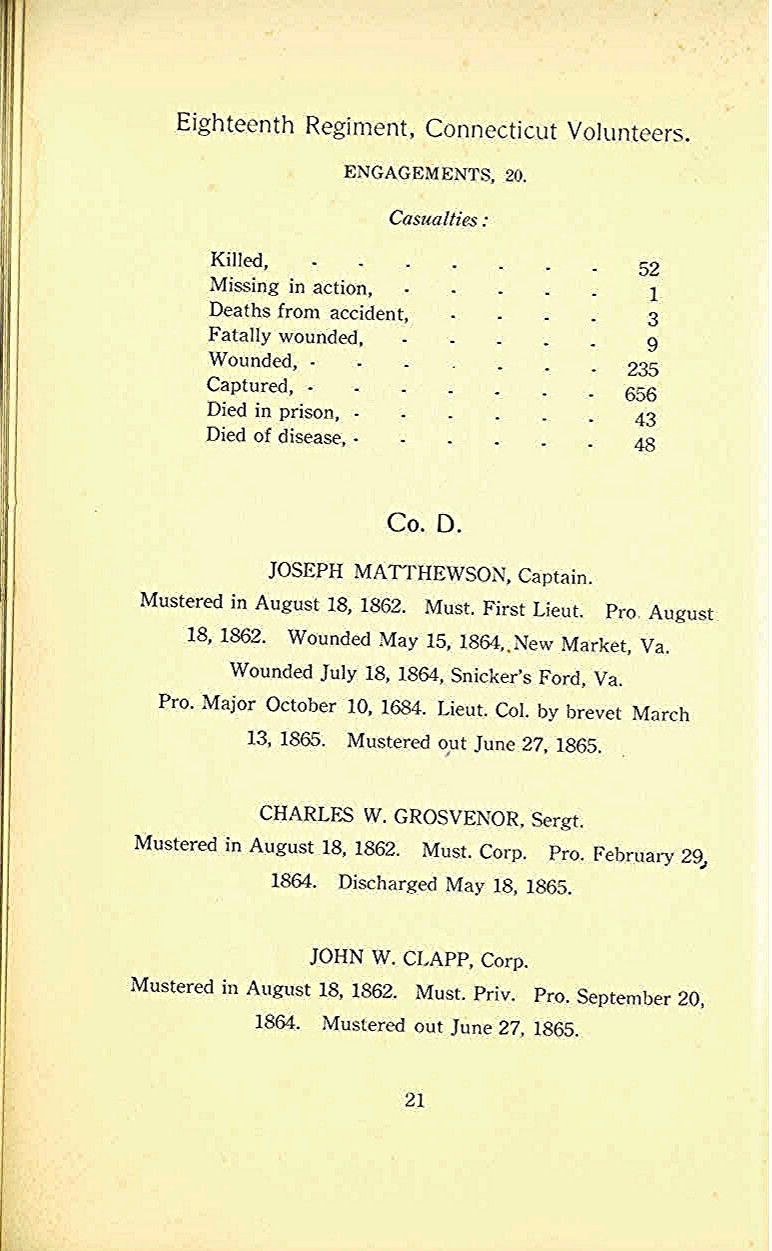 Eighteenth Regiment, Connecticut Volunteers.
ENGAGEMENTS, 20.
Casualties:
Killed, - - - - - - - 52
Missing in action, - - - - - 1
Deaths from accident, - - - - 3
Fatally wounded, - - - - - 9
Wounded, - - - - - - - 235
Captured, - - - - - - - 656
Died in prison, - - - - - - 43
Died of disease, - - - - - - 48
Co. D.
JOSEPH MATTHEWSON, Captain.
Mustered in August 18, 1862. Must. First Lieut. Pro. August
18, 1862. Wounded May 15, 1864, New Market, Va.
Wounded July 18, 1864, Snicker's Ford, Va.
Pro. Major October 10, 1684. Lieut. Col. by brevet March
13, 1865. Mustered out June 27, 1865.
CHARLES W. GROSVENOR, Sergt.
Mustered in August 18, 1862. Must. Corp. Pro. February 29,
1864. Discharged May 18, 1865.
JOHN W. CLAPP, Corp.
Mustered in August 18, 1862. Must. Priv. Pro. September 20,
1864. Mustered out June 27, 1865.
21